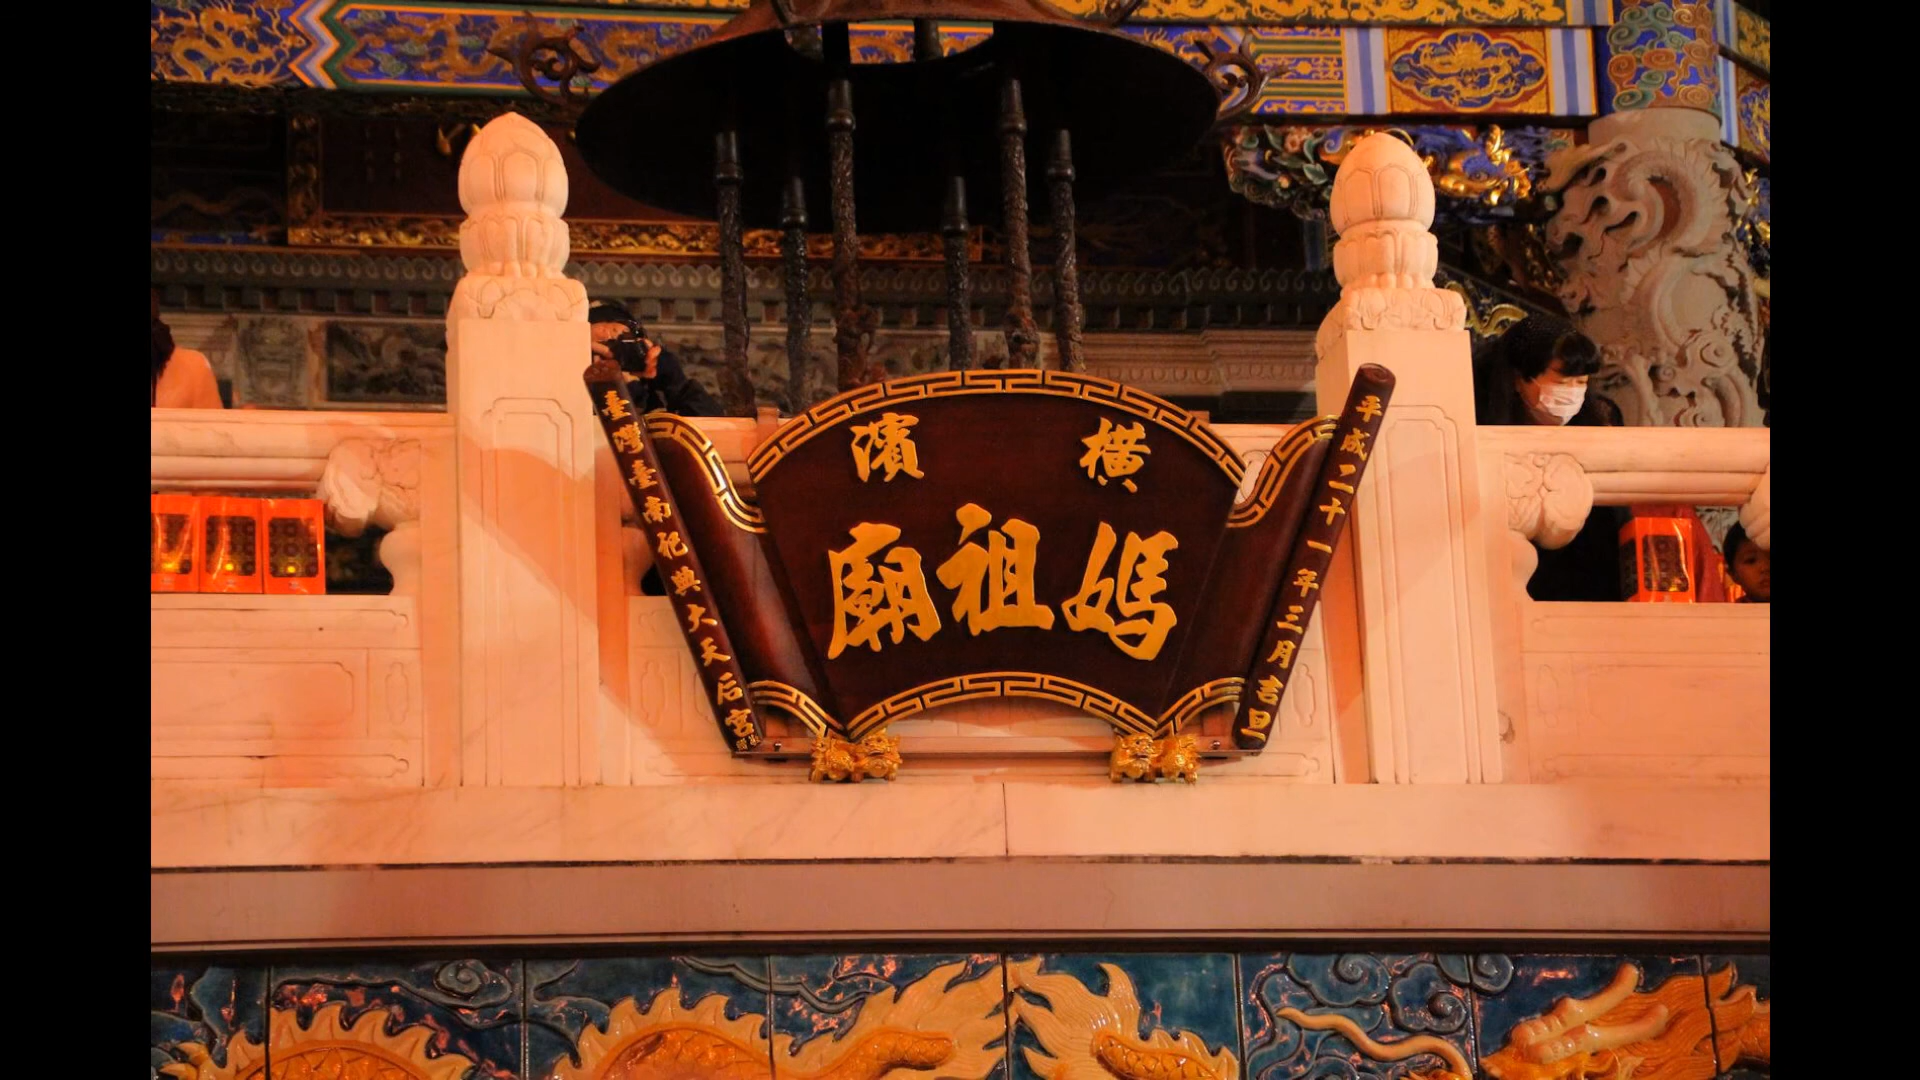 橫濱
媽祖廟
平成二十一年三月吉旦
臺灣臺南祀典大天后宮